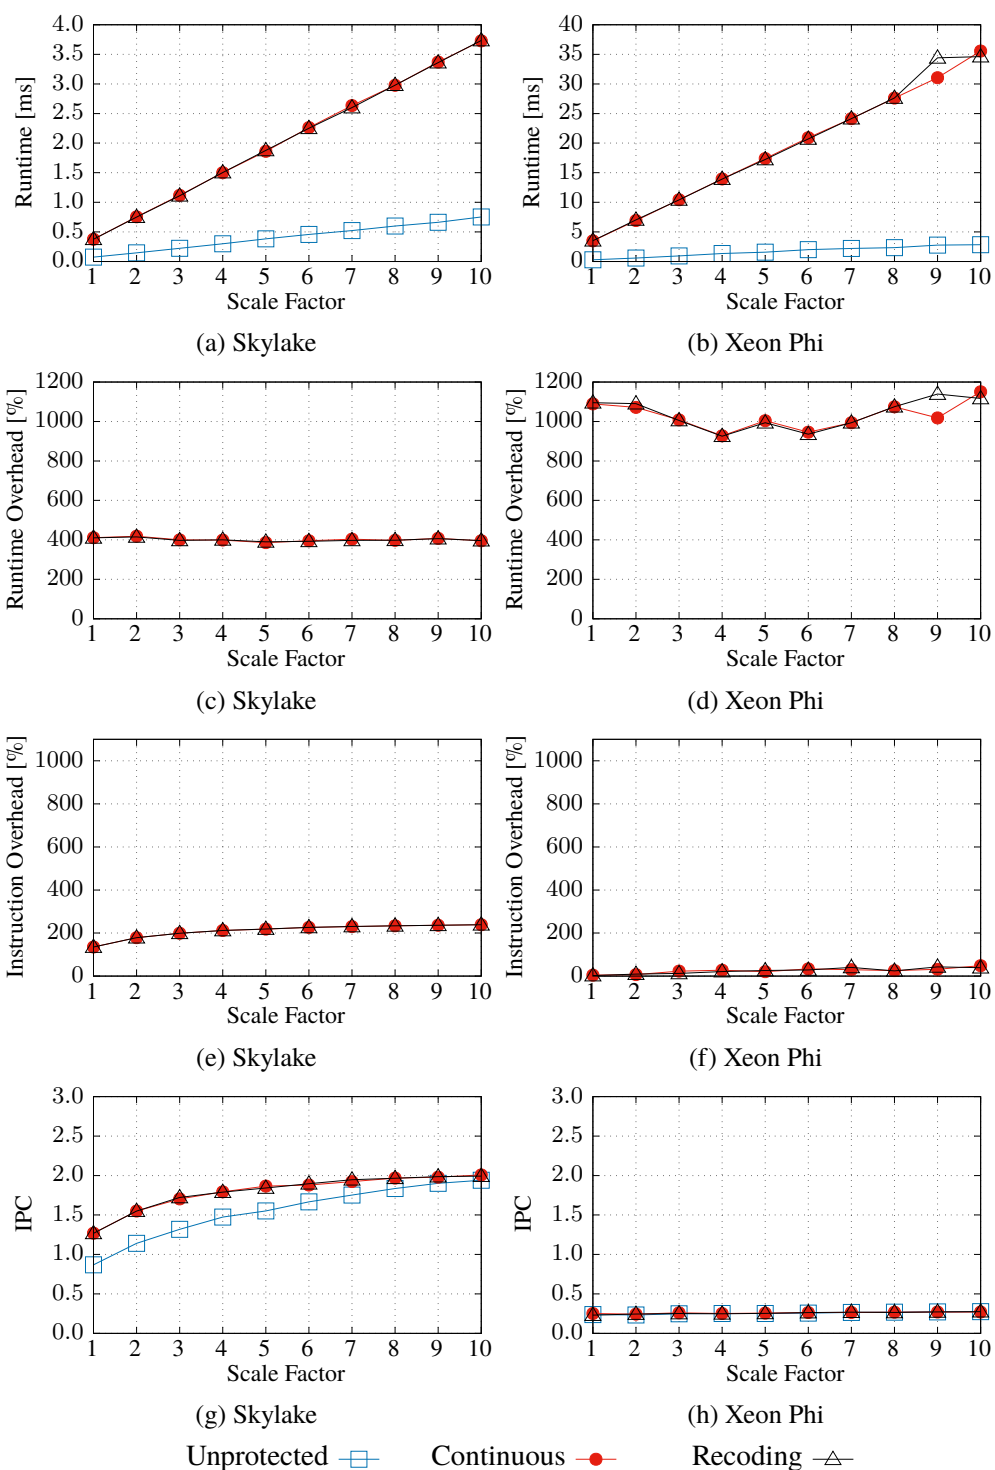 4.0
3.5
3.0
2.5
2.0
1.5
1.0
0.5
0.0
Runtime [ms]
1 2 3 4 5 6 7 8 9 10
Scale Factor
(a) Skylake
40
35
30
25
20
15
10
5
0
Runtime [ms]
1 2 3 4 5 6 7 8 9 10
Scale Factor
(b) Xeon Phi
1200
1000
800
600
400
200
0
Runtime Overhead [%]
1 2 3 4 5 6 7 8 9 10
Scale Factor
(c) Skylake
1200
1000
800
600
400
200
0
Runtime Overhead [%]
1 2 3 4 5 6 7 8 9 10
Scale Factor
(d) Xeon Phi
1000
800
600
400
200
0
Instruction Overhead [%]
1 2 3 4 5 6 7 8 9 10
Scale Factor
(e) Skylake
1000
800
600
400
200
0
Instruction Overhead [%]
1 2 3 4 5 6 7 8 9 10
Scale Factor
(f) Xeon Phi
3.0
2.5
2.0
1.5
1.0
0.5
0.0
IPC
1 2 3 4 5 6 7 8 9 10
Scale Factor
(g) Skylake
3.0
2.5
2.0
1.5
1.0
0.5
0.0
IPC
1 2 3 4 5 6 7 8 9 10
Scale Factor
(h) Xeon Phi
Unprotected Continuous Recoding